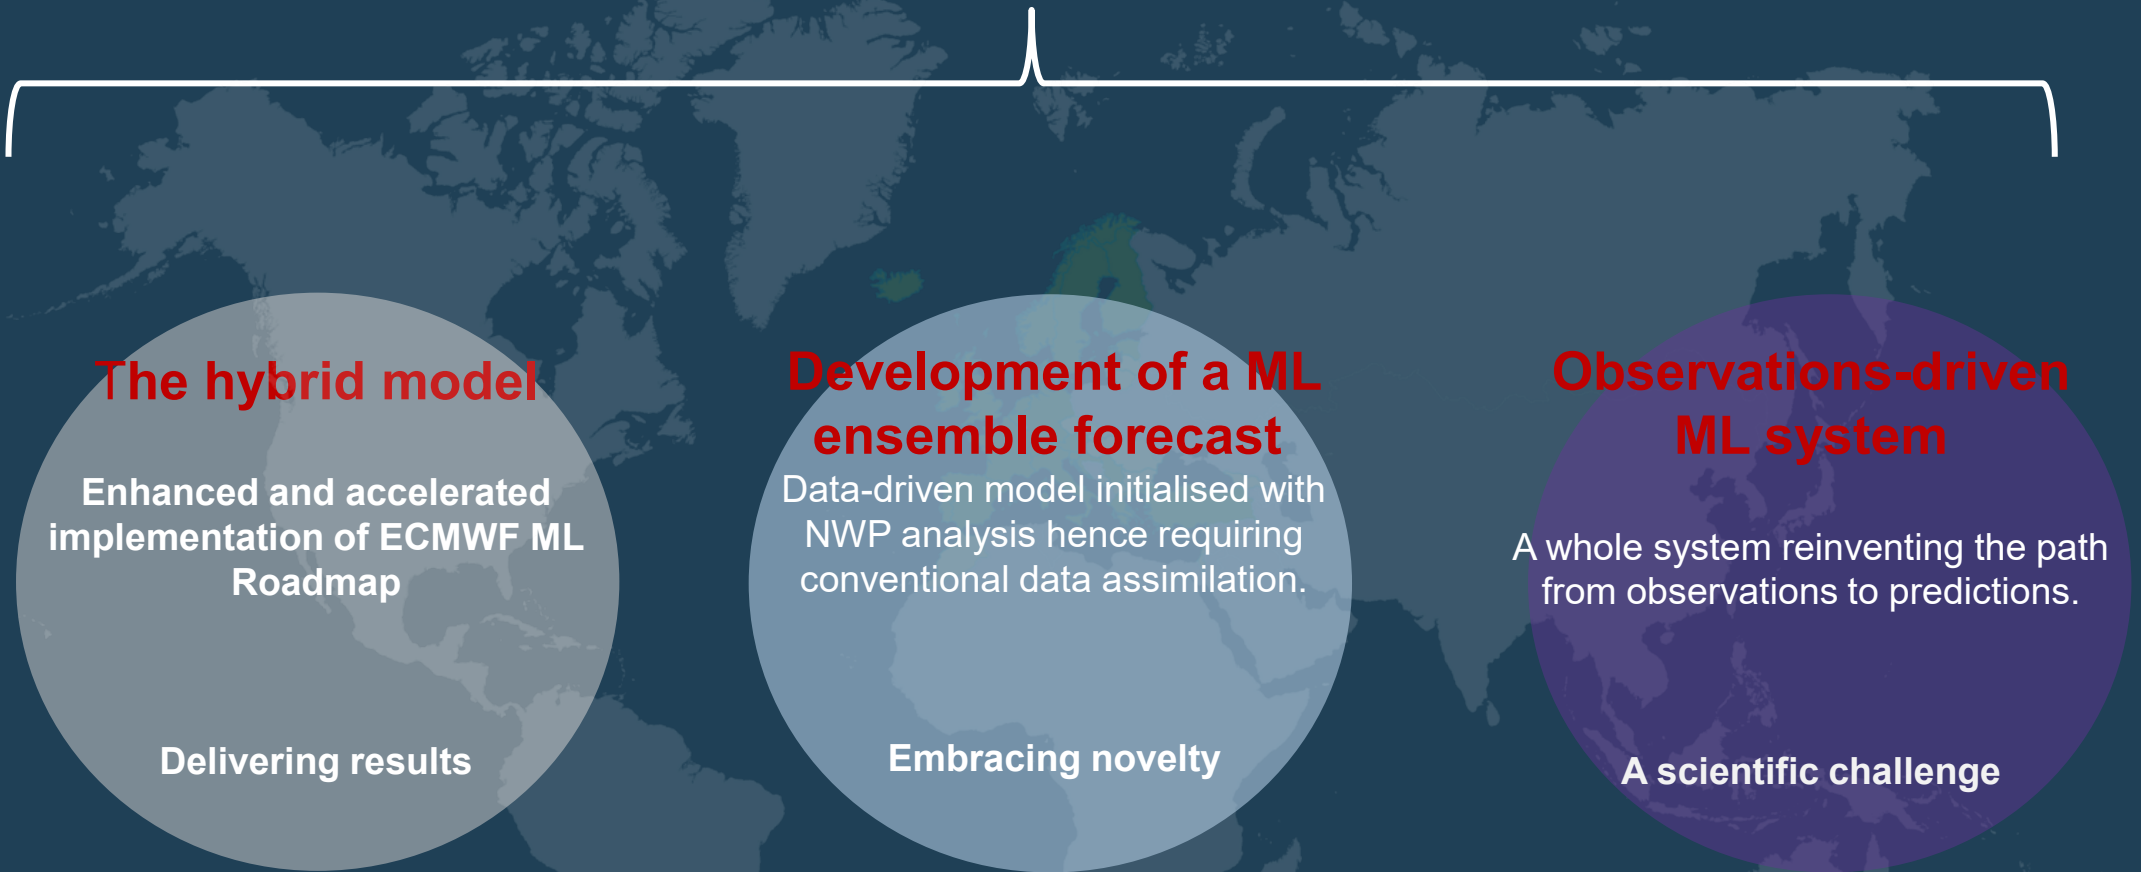 The hybrid model
Enhanced and accelerated
implementation of ECMWF ML
Roadmap
Delivering results
Development of a ML
ensemble forecast
Data-driven model initialised with
NWP analysis hence requiring
conventional data assimilation.
Embracing novelty
Observations-driven
ML system
A whole system reinventing the path
from observations to predictions.
A scientific challenge